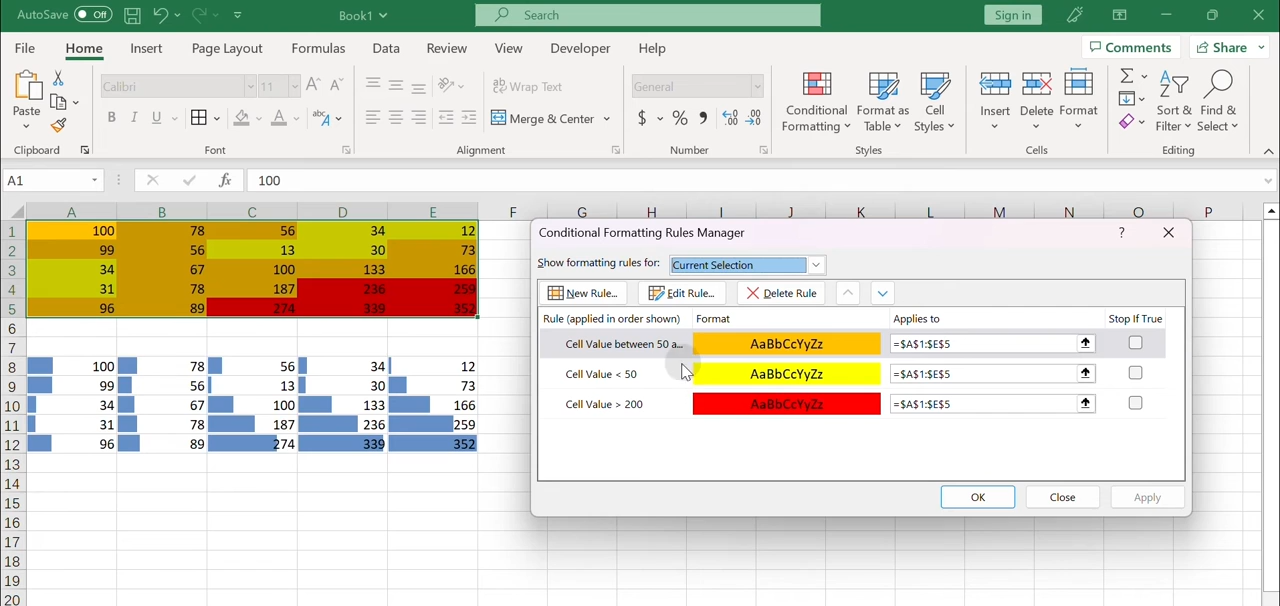 AutoSave Off Book1 Search Sign in
File Home Insert Page Layout Formulas Data Review View Developer Help Comments Share
Paste Calibri 11 Wrap Text General Conditional Formatting Format as Table Cell Styles Insert Delete Format Sort & Filter Find & Select
Merge & Center
Clipboard Font Alignment Number Styles Cells Editing
A1 fx 100
A B C D E F G H I J K L M N O P
1 100 78 56 34 12
2 99 56 13 30 73
3 34 67 100 133 166
4 31 78 187 236 259
5 96 89 274 339 352
6
7
8 100 78 56 34 12
9 99 56 13 30 73
10 34 67 100 133 166
11 31 78 187 236 259
12 96 89 274 339 352
13
14
15
16
17
18
19
20
Conditional Formatting Rules Manager ?
Show formatting rules for: Current Selection
New Rule... Edit Rule... Delete Rule
Rule (applied in order shown) Format Applies to Stop If True
Cell Value between 50 a... AaBbCcYyZz =$A$1:$E$5
Cell Value < 50 AaBbCcYyZz =$A$1:$E$5
Cell Value > 200 AaBbCcYyZz =$A$1:$E$5
OK Close Apply